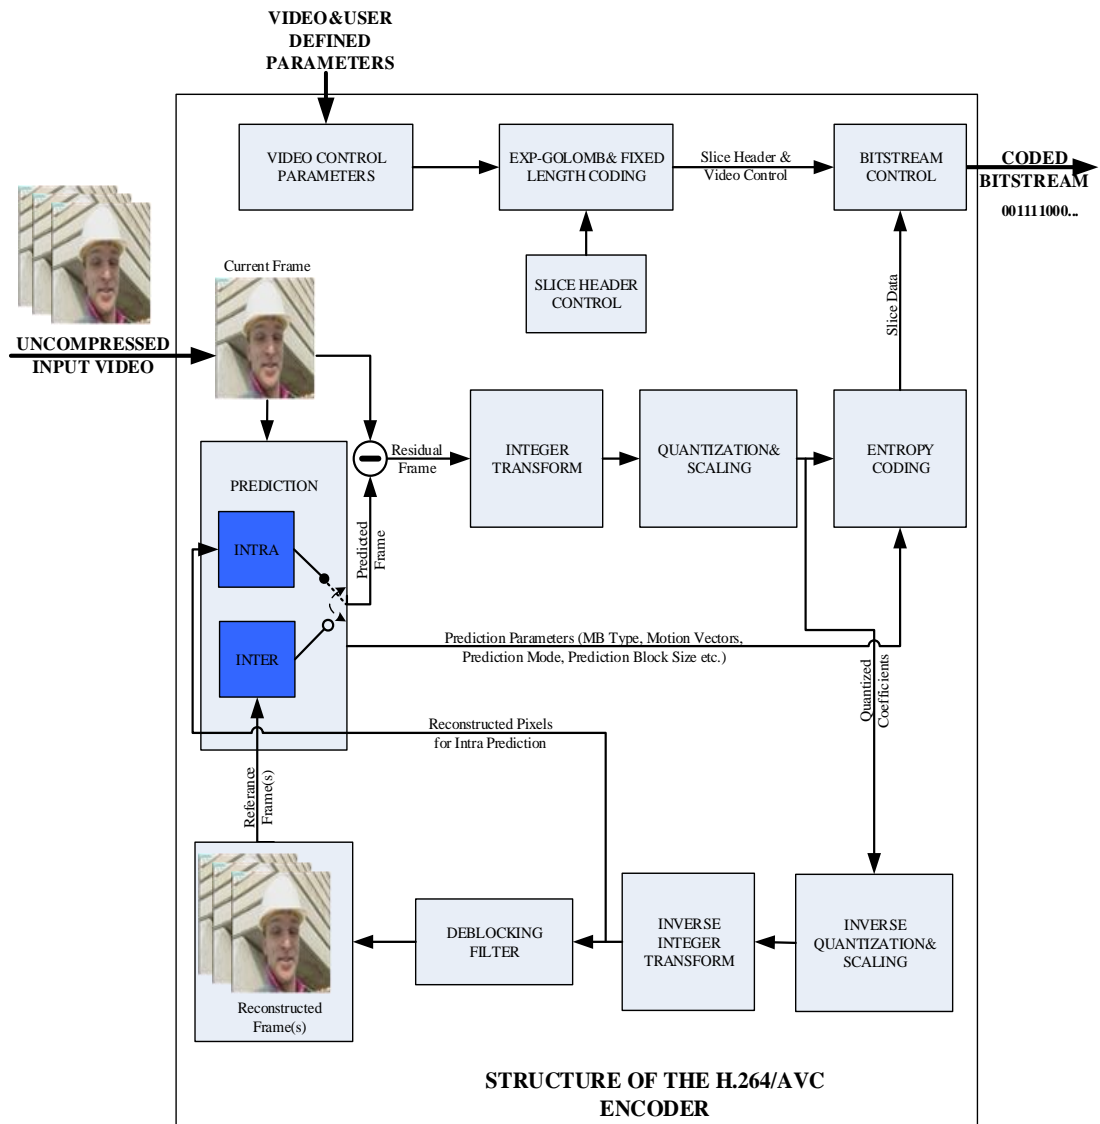 VIDEO&USER
DEFINED
PARAMETERS
VIDEO CONTROL
PARAMETERS
EXP-GOLOMB& FIXED
LENGTH CODING
Slice Header &
Video Control
BITSTREAM
CONTROL
CODED
BITSTREAM
001111000...
SLICE HEADER
CONTROL
Current Frame
Slice Data
UNCOMPRESSED
INPUT VIDEO
Residual
Frame
INTEGER
TRANSFORM
QUANTIZATION&
SCALING
ENTROPY
CODING
PREDICTION
INTRA
INTER
Predicted
Frame
Prediction Parameters (MB Type, Motion Vectors,
Prediction Mode, Prediction Block Size etc.)
Quantized
Coefficients
Reconstructed Pixels
for Intra Prediction
Referance
Frame(s)
DEBLOCKING
FILTER
INVERSE
INTEGER
TRANSFORM
INVERSE
QUANTIZATION&
SCALING
Reconstructed
Frame(s)
STRUCTURE OF THE H.264/AVC
ENCODER